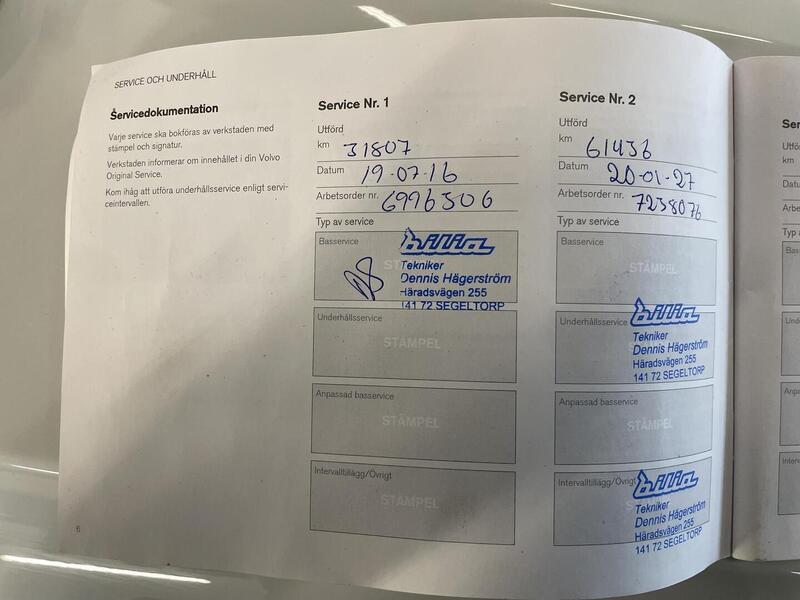 SERVICE OCH UNDERHÅLL
Servicedokumentation
Varje service ska bokföras av verkstaden med
stämpel och signatur.
Verkstaden informerar om innehållet i din Volvo
Original Service.
Kom ihåg att utföra underhållsservice enligt servi-
ceintervallen.
6
Service Nr. 1
Utförd
km 31807
Datum 19-07-16
Arbetsorder nr. 6996506
Typ av service
Basservice
bilia
Tekniker
Dennis Hägerström
Häradsvägen 255
141 72 SEGELTORP
Underhållsservice
STÄMPEL
Anpassad basservice
STÄMPEL
Intervalltillägg/Övrigt
STÄMPEL
Service Nr. 2
Utförd
km 61436
Datum 20-01-27
Arbetsorder nr. 7238076
Typ av service
Basservice
STÄMPEL
Underhållsservice
bilia
Tekniker
Dennis Hägerström
Häradsvägen 255
141 72 SEGELTORP
Anpassad basservice
STÄMPEL
Intervalltillägg/Övrigt
bilia
Tekniker
Dennis Hägerström
Häradsvägen 255
141 72 SEGELTORP
km